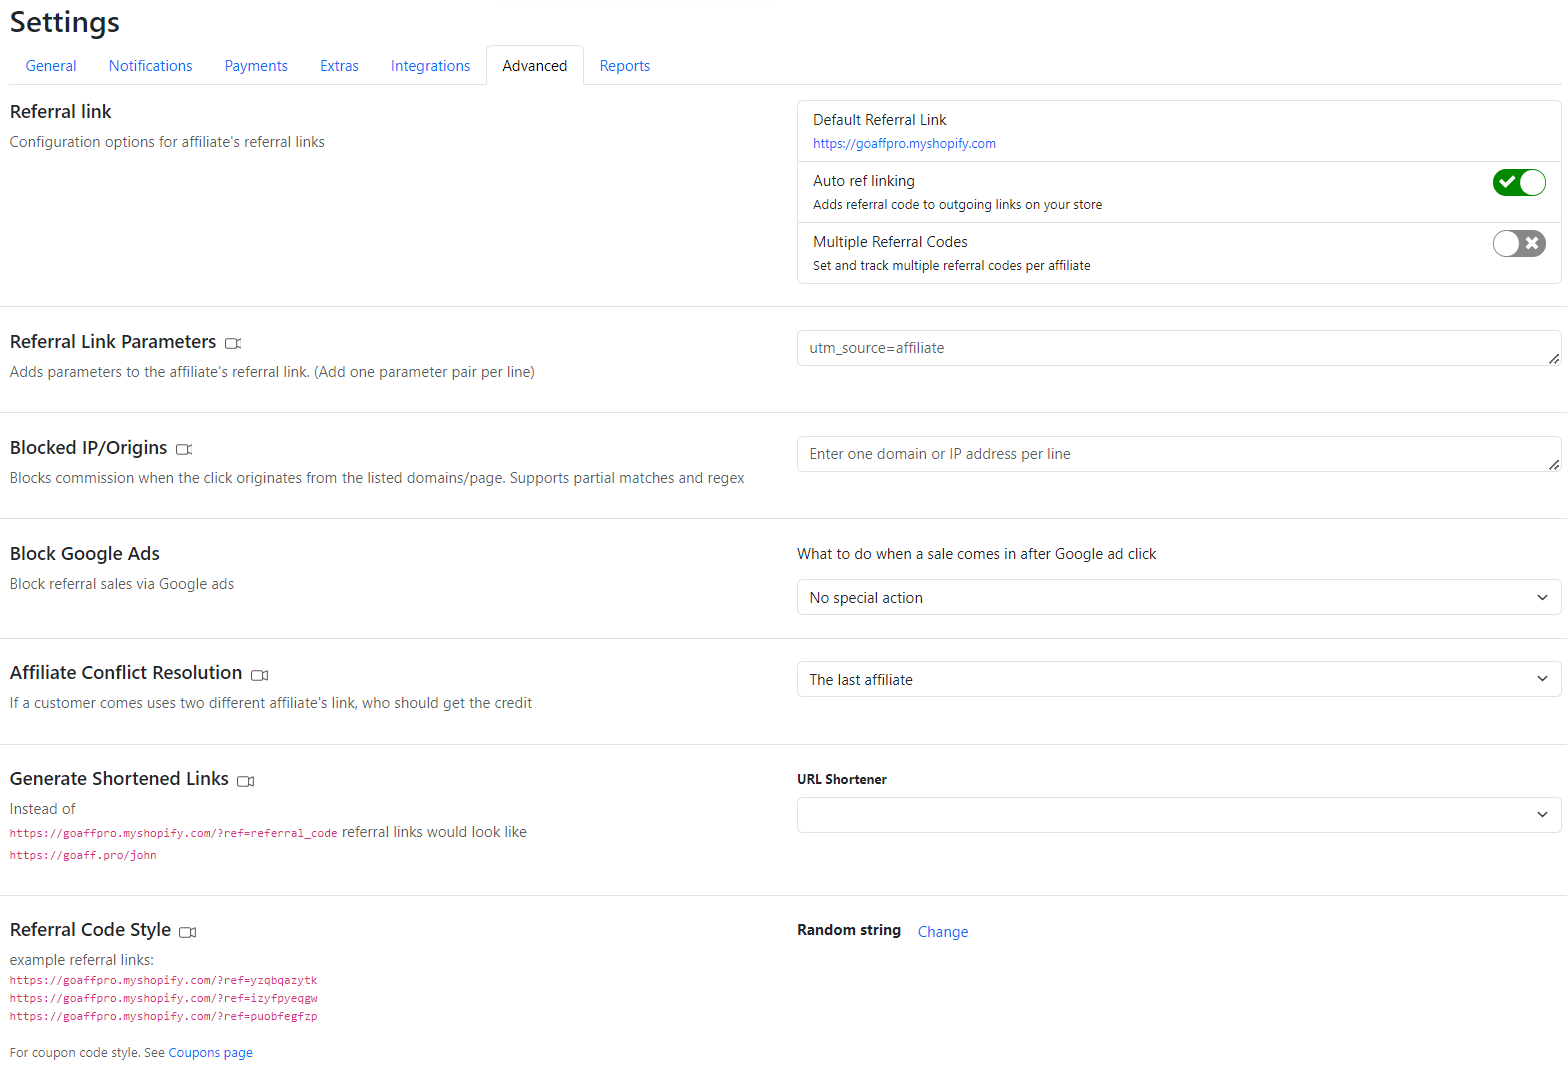 Settings
General Notifications Payments Extras Integrations Advanced Reports
Referral link
Configuration options for affiliate's referral links
Default Referral Link
https://goaffpro.myshopify.com
Auto ref linking
Adds referral code to outgoing links on your store
Multiple Referral Codes
Set and track multiple referral codes per affiliate
Referral Link Parameters
Adds parameters to the affiliate's referral link. (Add one parameter pair per line)
utm_source=affiliate
Blocked IP/Origins
Blocks commission when the click originates from the listed domains/page. Supports partial matches and regex
Enter one domain or IP address per line
Block Google Ads
Block referral sales via Google ads
What to do when a sale comes in after Google ad click
No special action
Affiliate Conflict Resolution
If a customer comes uses two different affiliate's link, who should get the credit
The last affiliate
Generate Shortened Links
Instead of
https://goaffpro.myshopify.com/?ref=referral_code referral links would look like
https://goaff.pro/john
URL Shortener
Referral Code Style
example referral links:
https://goaffpro.myshopify.com/?ref=yzqbqazytk
https://goaffpro.myshopify.com/?ref=izyfpyeqgw
https://goaffpro.myshopify.com/?ref=puobfegfzp
For coupon code style. See Coupons page
Random string Change